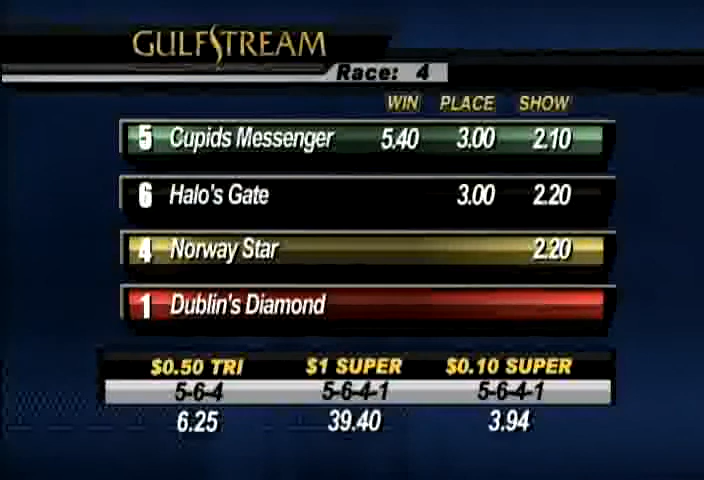 GULFSTREAM
Race: 4
WIN PLACE SHOW
5 Cupids Messenger 5.40 3.00 2.10
6 Halo's Gate 3.00 2.20
4 Norway Star 2.20
1 Dublin's Diamond
$0.50 TRI $1 SUPER $0.10 SUPER
5-6-4 5-6-4-1 5-6-4-1
6.25 39.40 3.94